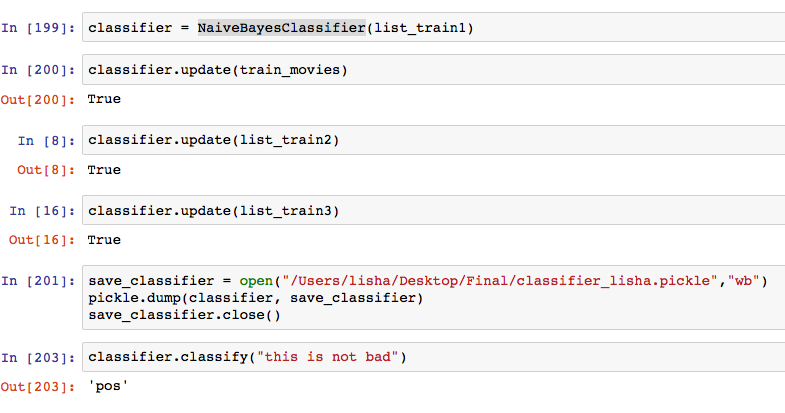 In [199]: classifier = NaiveBayesClassifier(list_train1)
In [200]: classifier.update(train_movies)
Out[200]: True
In [8]: classifier.update(list_train2)
Out[8]: True
In [16]: classifier.update(list_train3)
Out[16]: True
In [201]: save_classifier = open("/Users/lisha/Desktop/Final/classifier_lisha.pickle","wb")
pickle.dump(classifier, save_classifier)
save_classifier.close()
In [203]: classifier.classify("this is not bad")
Out[203]: 'pos'